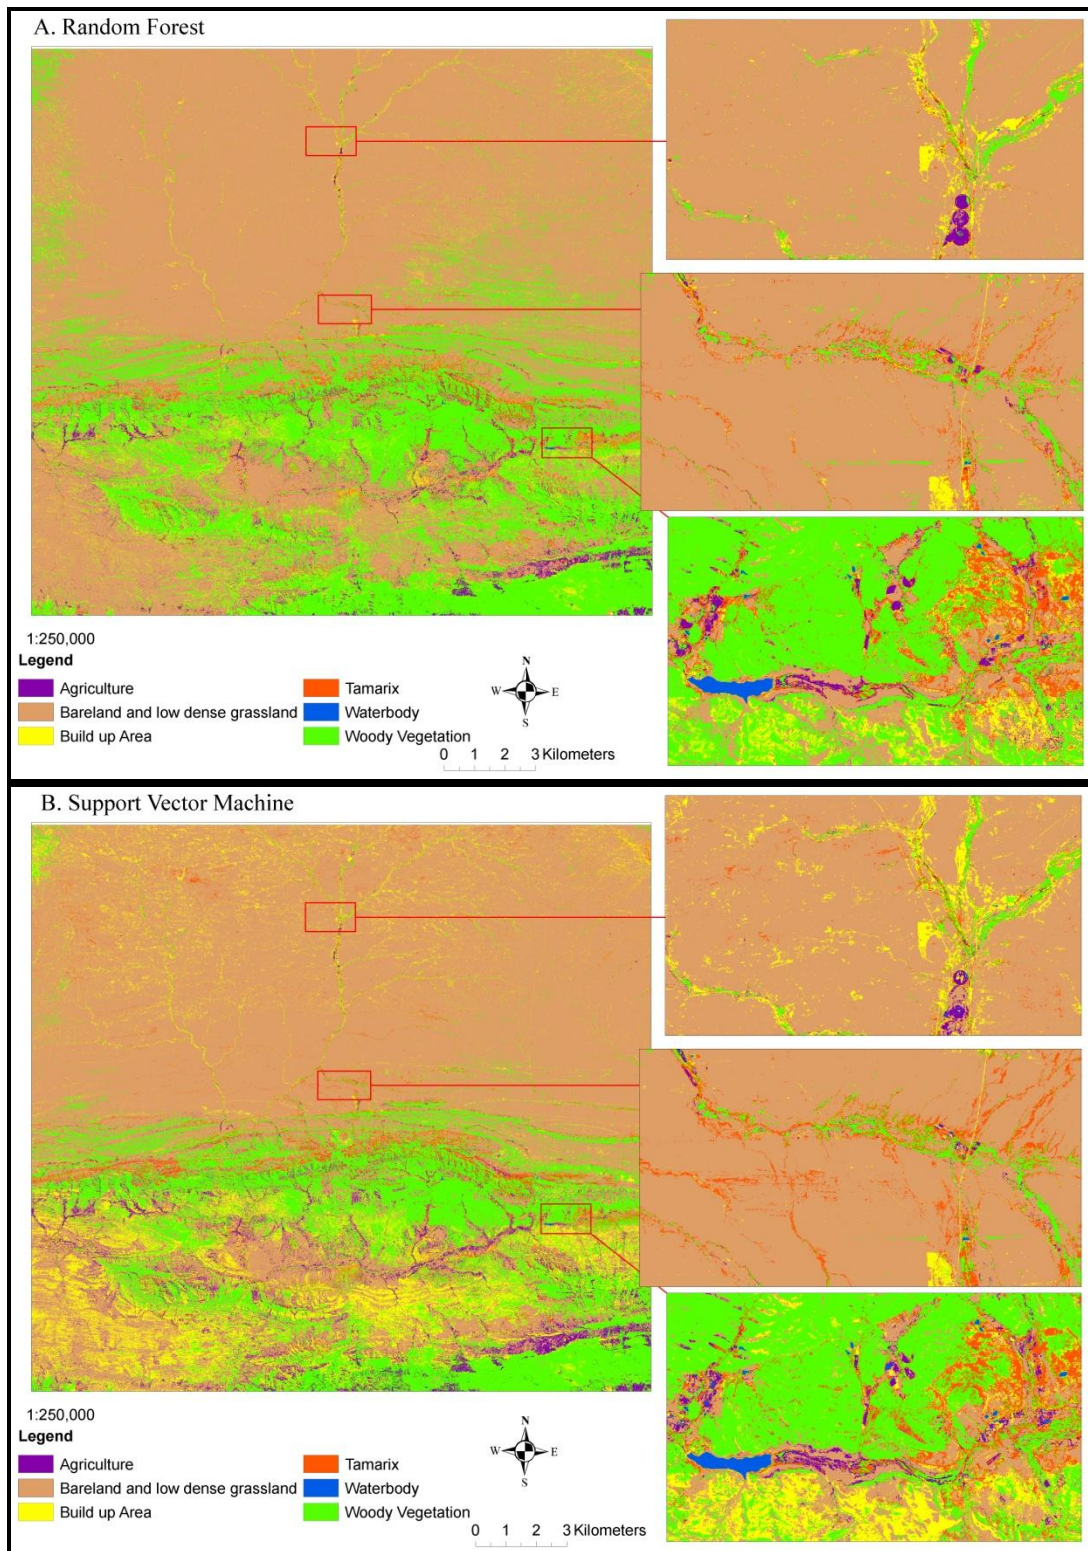 A. Random Forest
1:250,000
Legend
Agriculture
Bareland and low dense grassland
Build up Area
Tamarix
Waterbody
Woody Vegetation
N
W E
S
0 1 2 3 Kilometers
B. Support Vector Machine
1:250,000
Legend
Agriculture
Bareland and low dense grassland
Build up Area
Tamarix
Waterbody
Woody Vegetation
N
W E
S
0 1 2 3 Kilometers